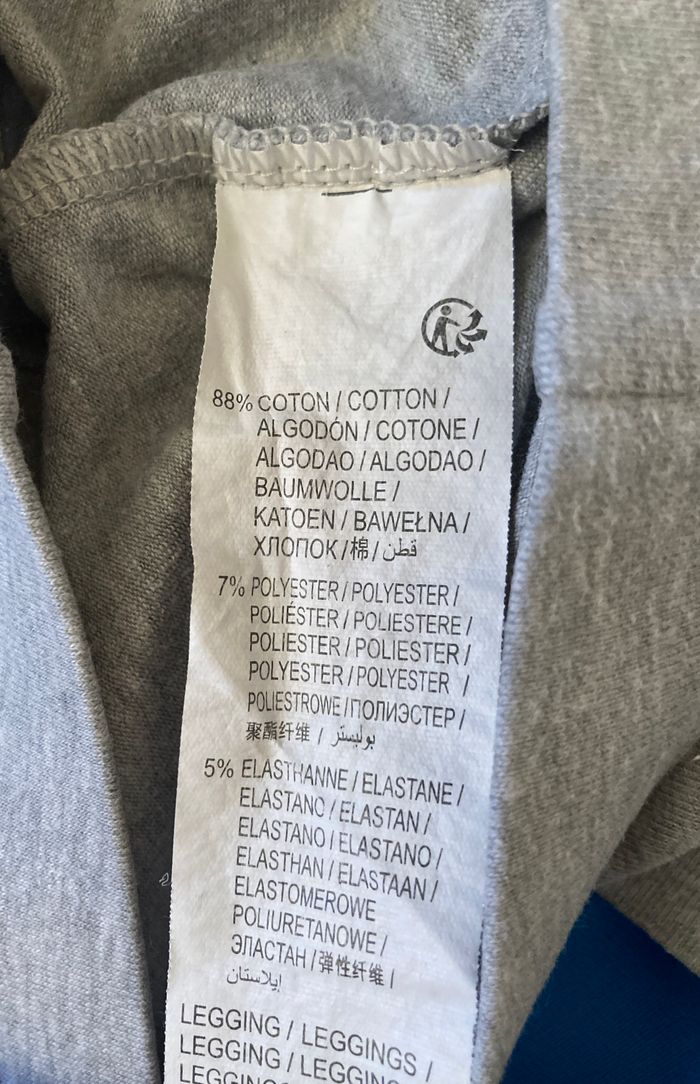 88% COTON / COTTON /
ALGODÓN / COTONE /
ALGODAO / ALGODAO /
BAUMWOLLE /
KATOEN / BAWEŁNA /
ХЛОПОК / 棉 / قطن
7% POLYESTER / POLYESTER /
POLIÉSTER / POLIESTERE /
POLIESTER / POLIESTER /
POLYESTER / POLYESTER /
POLIESTROWE / ПОЛИЭСТЕР /
聚酯纤维 / بوليستر
5% ELASTHANNE / ELASTANE /
ELASTANO / ELASTAN /
ELASTANO / ELASTANO /
ELASTHAN / ELASTAAN /
ELASTOMEROWE
POLIURETANOWE /
ЭЛАСТАН / 弹性纤维 /
إيلاستان
LEGGING / LEGGINGS /
LEGGING / LEGGING
LEGGINGS